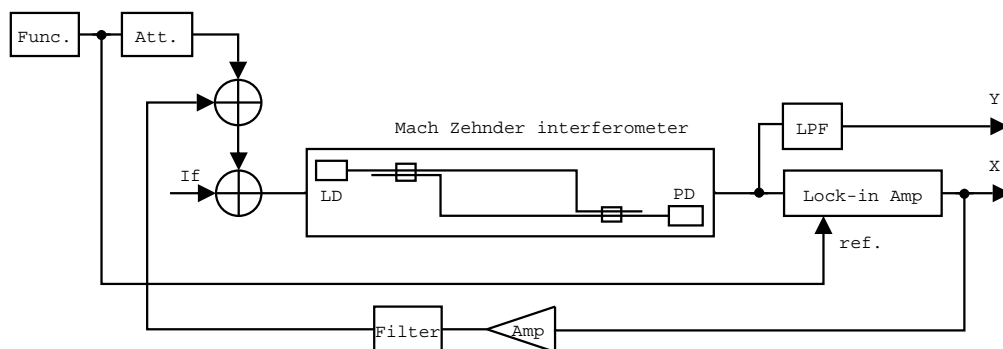 Func.
Att.
Y
Mach Zehnder interferometer
LPF
X
If
LD
PD
Lock-in Amp
ref.
Filter
Amp